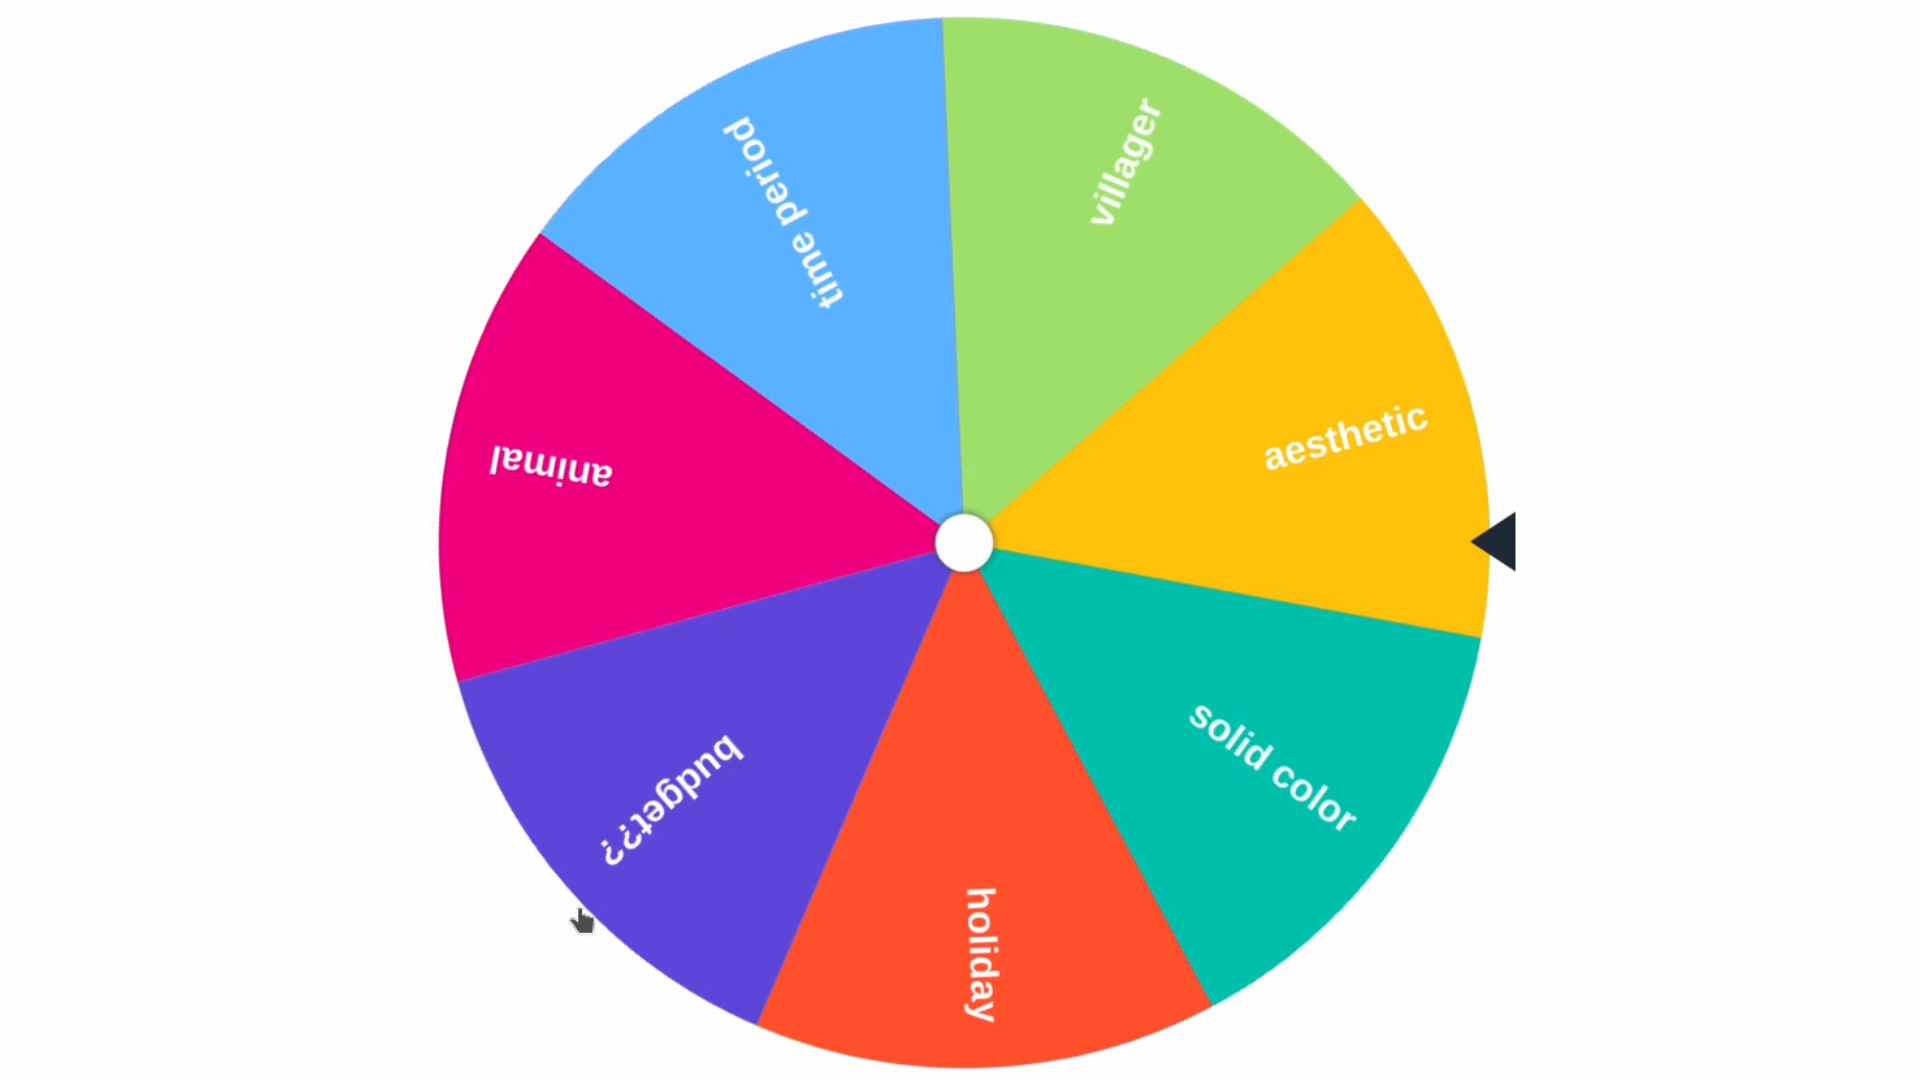 time period
villager
aesthetic
animal
solid color
budget??
holiday